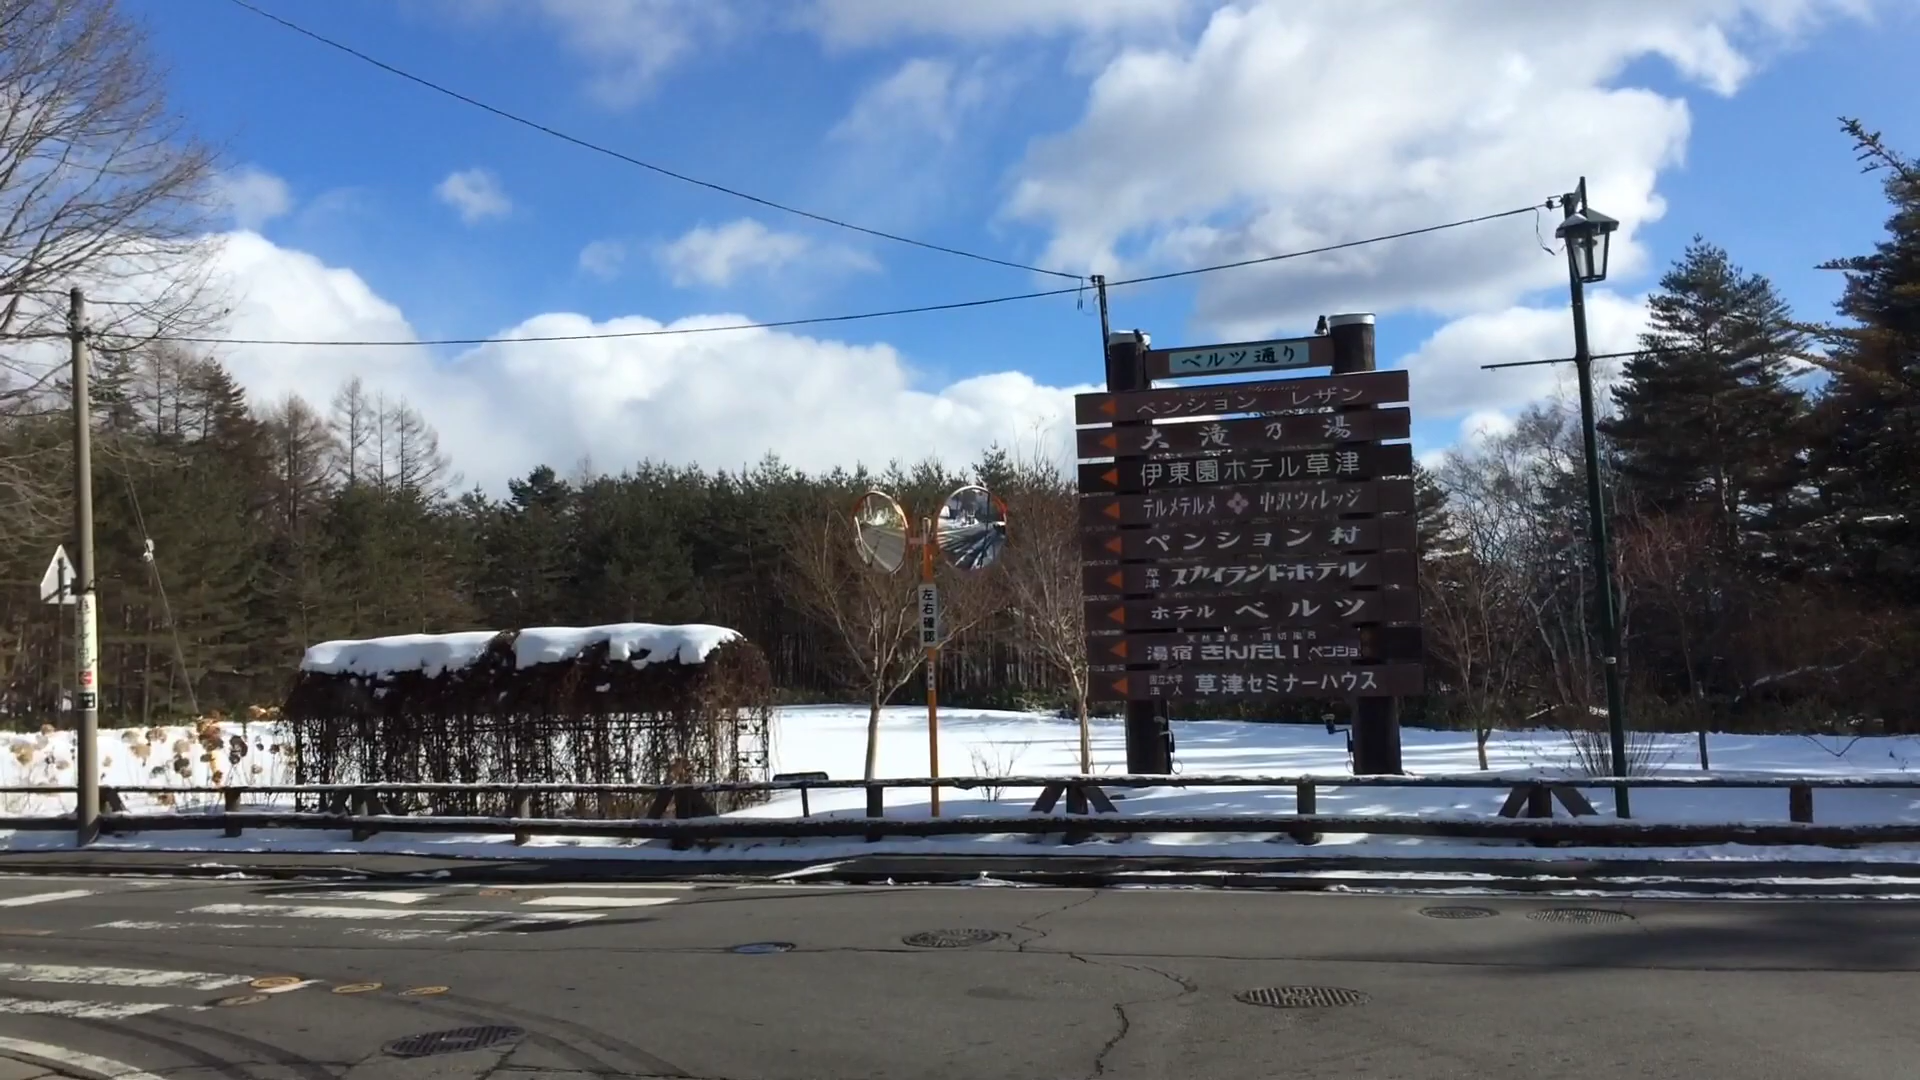 ベルツ通り
ペンション レザン
大滝乃湯
伊東園ホテル草津
テルメテルメ 中沢ヴィレッジ
ペンション村
草津 スカイランドホテル
ホテル ベルツ
天然温泉・貸切風呂
湯宿 きんだい ペンション
国立大学法人 草津セミナーハウス
左右確認